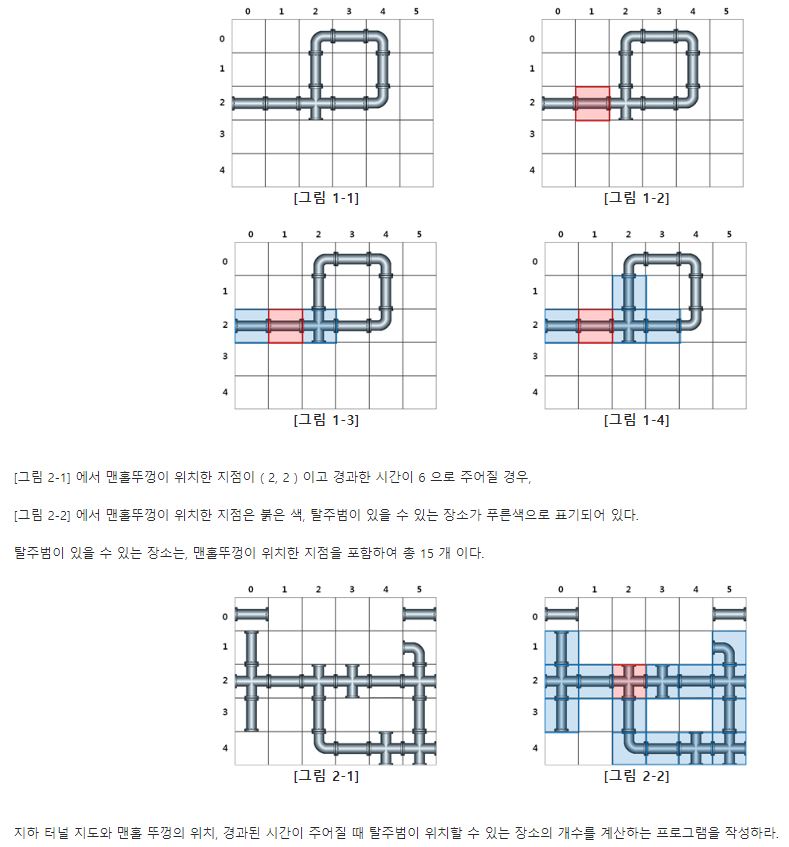 0 1 2 3 4 5 0 1 2 3 4 5
0 0
1 1
2 2
3 3
4 4
[그림 1-1] [그림 1-2]
0 1 2 3 4 5 0 1 2 3 4 5
0 0
1 1
2 2
3 3
4 4
[그림 1-3] [그림 1-4]
[그림 2-1] 에서 맨홀뚜껑이 위치한 지점이 ( 2, 2 ) 이고 경과한 시간이 6 으로 주어질 경우,
[그림 2-2] 에서 맨홀뚜껑이 위치한 지점은 붉은 색, 탈주범이 있을 수 있는 장소가 푸른색으로 표기되어 있다.
탈주범이 있을 수 있는 장소는, 맨홀뚜껑이 위치한 지점을 포함하여 총 15 개 이다.
0 1 2 3 4 5 0 1 2 3 4 5
0 0
1 1
2 2
3 3
4 4
[그림 2-1] [그림 2-2]
지하 터널 지도와 맨홀 뚜껑의 위치, 경과된 시간이 주어질 때 탈주범이 위치할 수 있는 장소의 개수를 계산하는 프로그램을 작성하라.